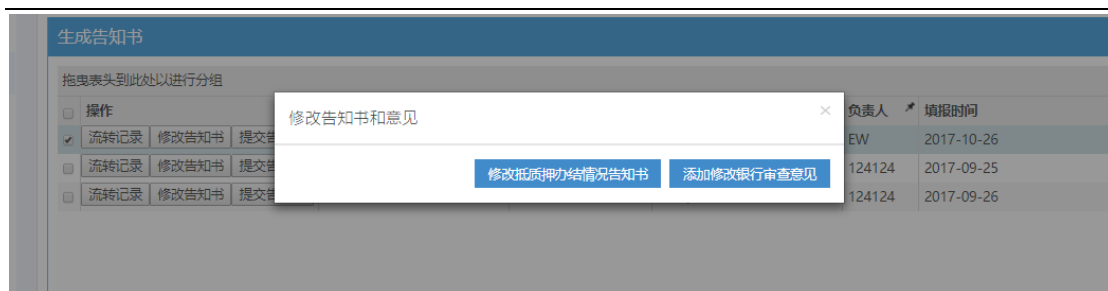 生成告知书
拖曳表头到此处以进行分组
操作 负责人 填报时间
修改告知书和意见 ×
流转记录 修改告知书 提交告 EW 2017-10-26
修改抵质押办结情况告知书 添加修改银行审查意见
流转记录 修改告知书 提交告 124124 2017-09-25
流转记录 修改告知书 提交告 124124 2017-09-26